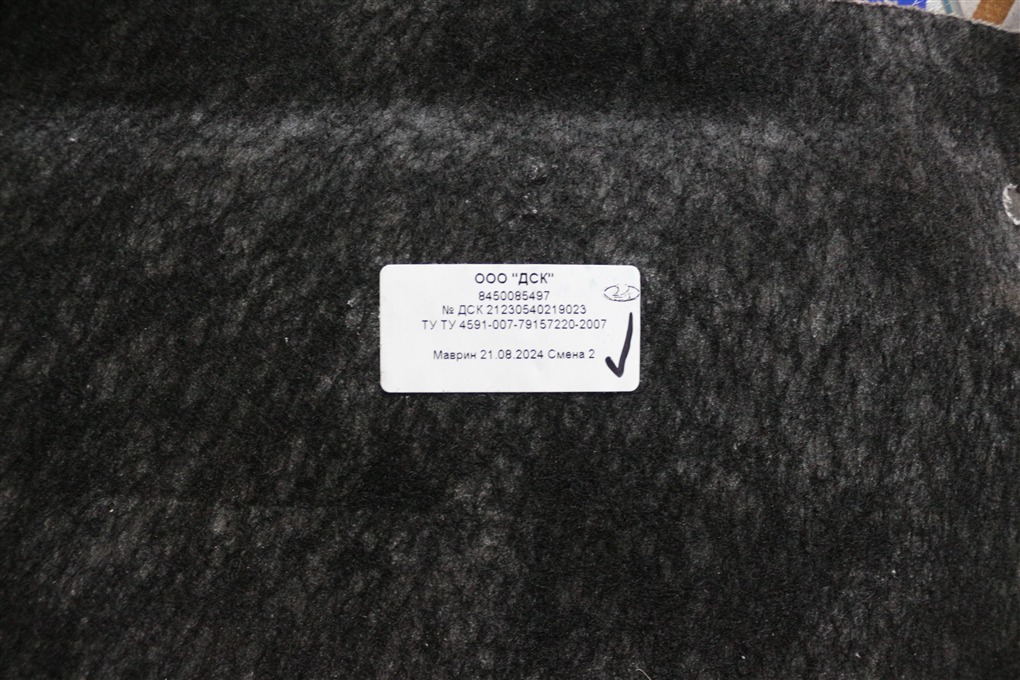 ООО "ДСК"
8450085497
№ ДСК 21230540219023
ТУ ТУ 4591-007-79157220-2007
Маврин 21.08.2024 Смена 2